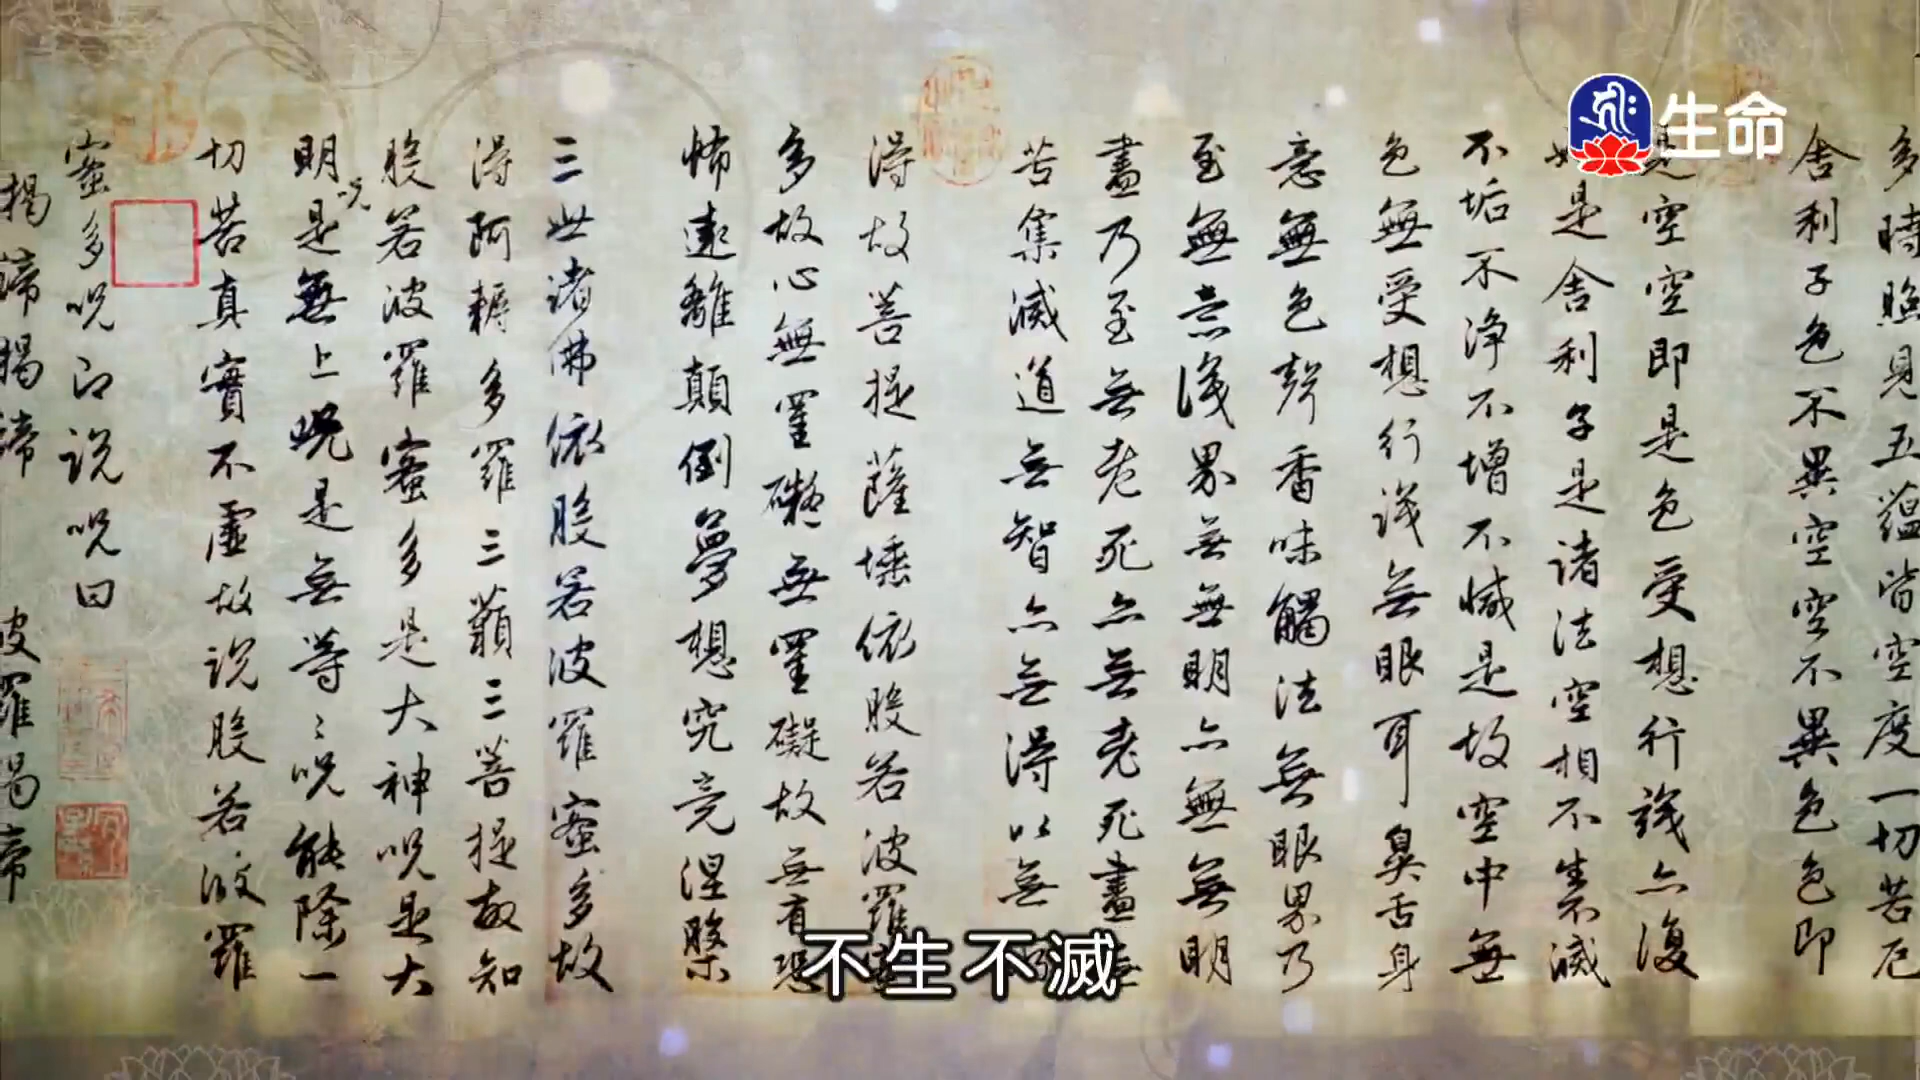 生命
多時照見五蘊皆空度一切苦厄
舍利子色不異空空不異色色即
是空空即是色受想行識亦復
如是舍利子是諸法空相不生不滅
不垢不淨不增不減是故空中無
色無受想行識無眼耳鼻舌身
意無色聲香味觸法無眼界乃
至無意識界無無明亦無無明
盡乃至無老死亦無老死盡無
苦集滅道無智亦無得以無所
得故菩提薩埵依般若波羅蜜
多故心無罣礙無罣礙故無有恐
怖遠離顛倒夢想究竟涅槃
三世諸佛依般若波羅蜜多故
得阿耨多羅三藐三菩提故知
般若波羅蜜多是大神呪是大
明呪是無上呪是無等〻呪能除一
切苦真實不虛故說般若波羅
蜜多呪即說呪曰
揭諦揭諦 波羅揭諦
不生不滅